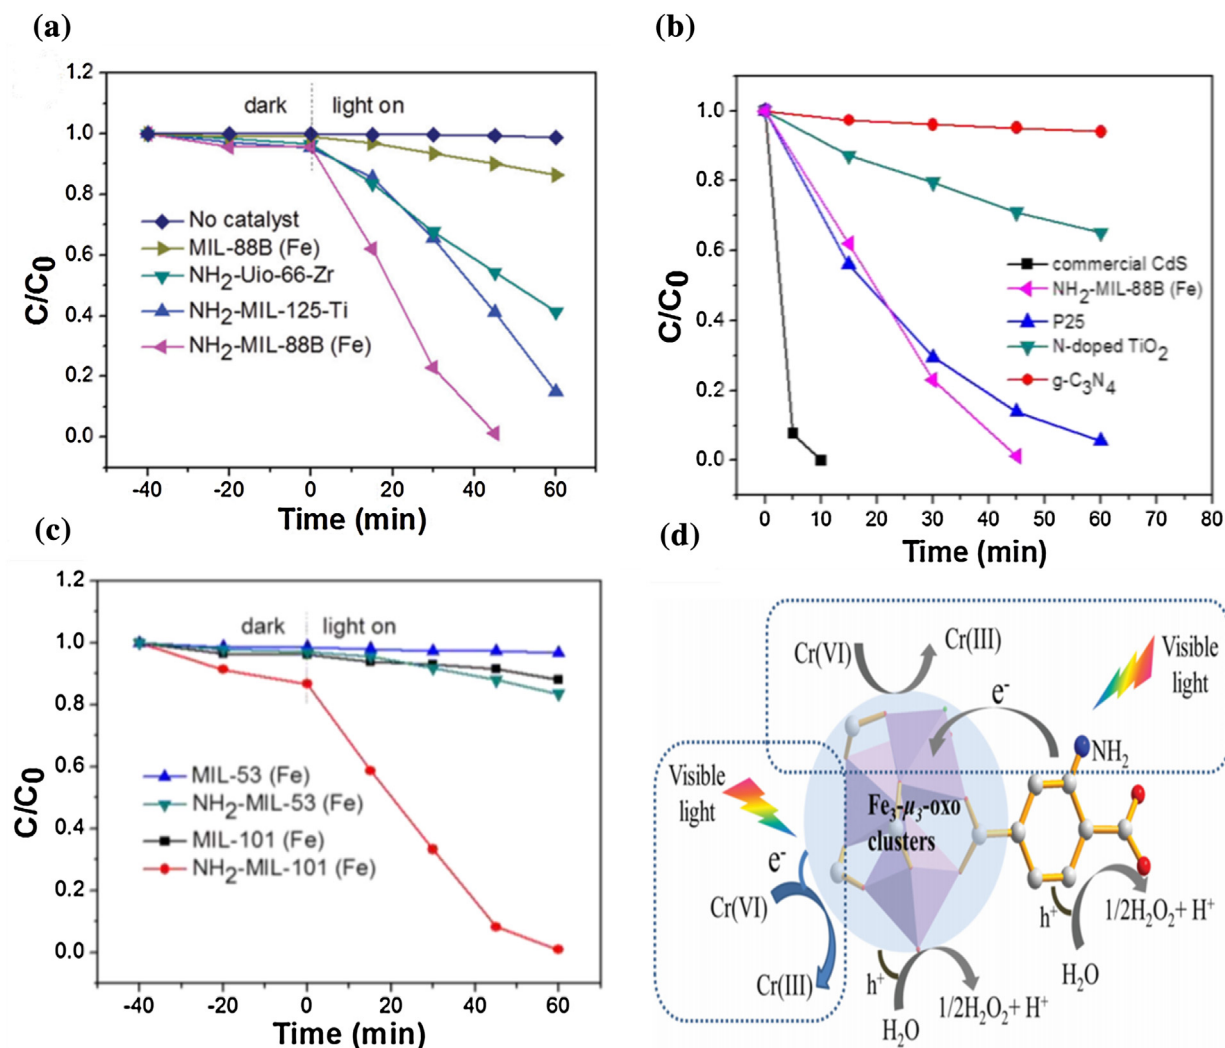 (a)
1.2
1.0
0.8
0.6
0.4
0.2
0.0
C/C0
dark
light on
No catalyst
MIL-88B (Fe)
NH2-Uio-66-Zr
NH2-MIL-125-Ti
NH2-MIL-88B (Fe)
-40 -20 0 20 40 60
Time (min)
(b)
1.0
0.8
0.6
0.4
0.2
0.0
C/C0
commercial CdS
NH2-MIL-88B (Fe)
P25
N-doped TiO2
g-C3N4
0 10 20 30 40 50 60 70 80
Time (min)
(c)
1.2
1.0
0.8
0.6
0.4
0.2
0.0
C/C0
dark
light on
MIL-53 (Fe)
NH2-MIL-53 (Fe)
MIL-101 (Fe)
NH2-MIL-101 (Fe)
-40 -20 0 20 40 60
Time (min)
(d)
Cr(VI)
Cr(III)
Visible
light
e-
NH2
Visible
light
Fe3-μ3-oxo
clusters
e-
Cr(VI)
Cr(III)
h+
1/2H2O2+ H+
H2O
h+
1/2H2O2+ H+
H2O